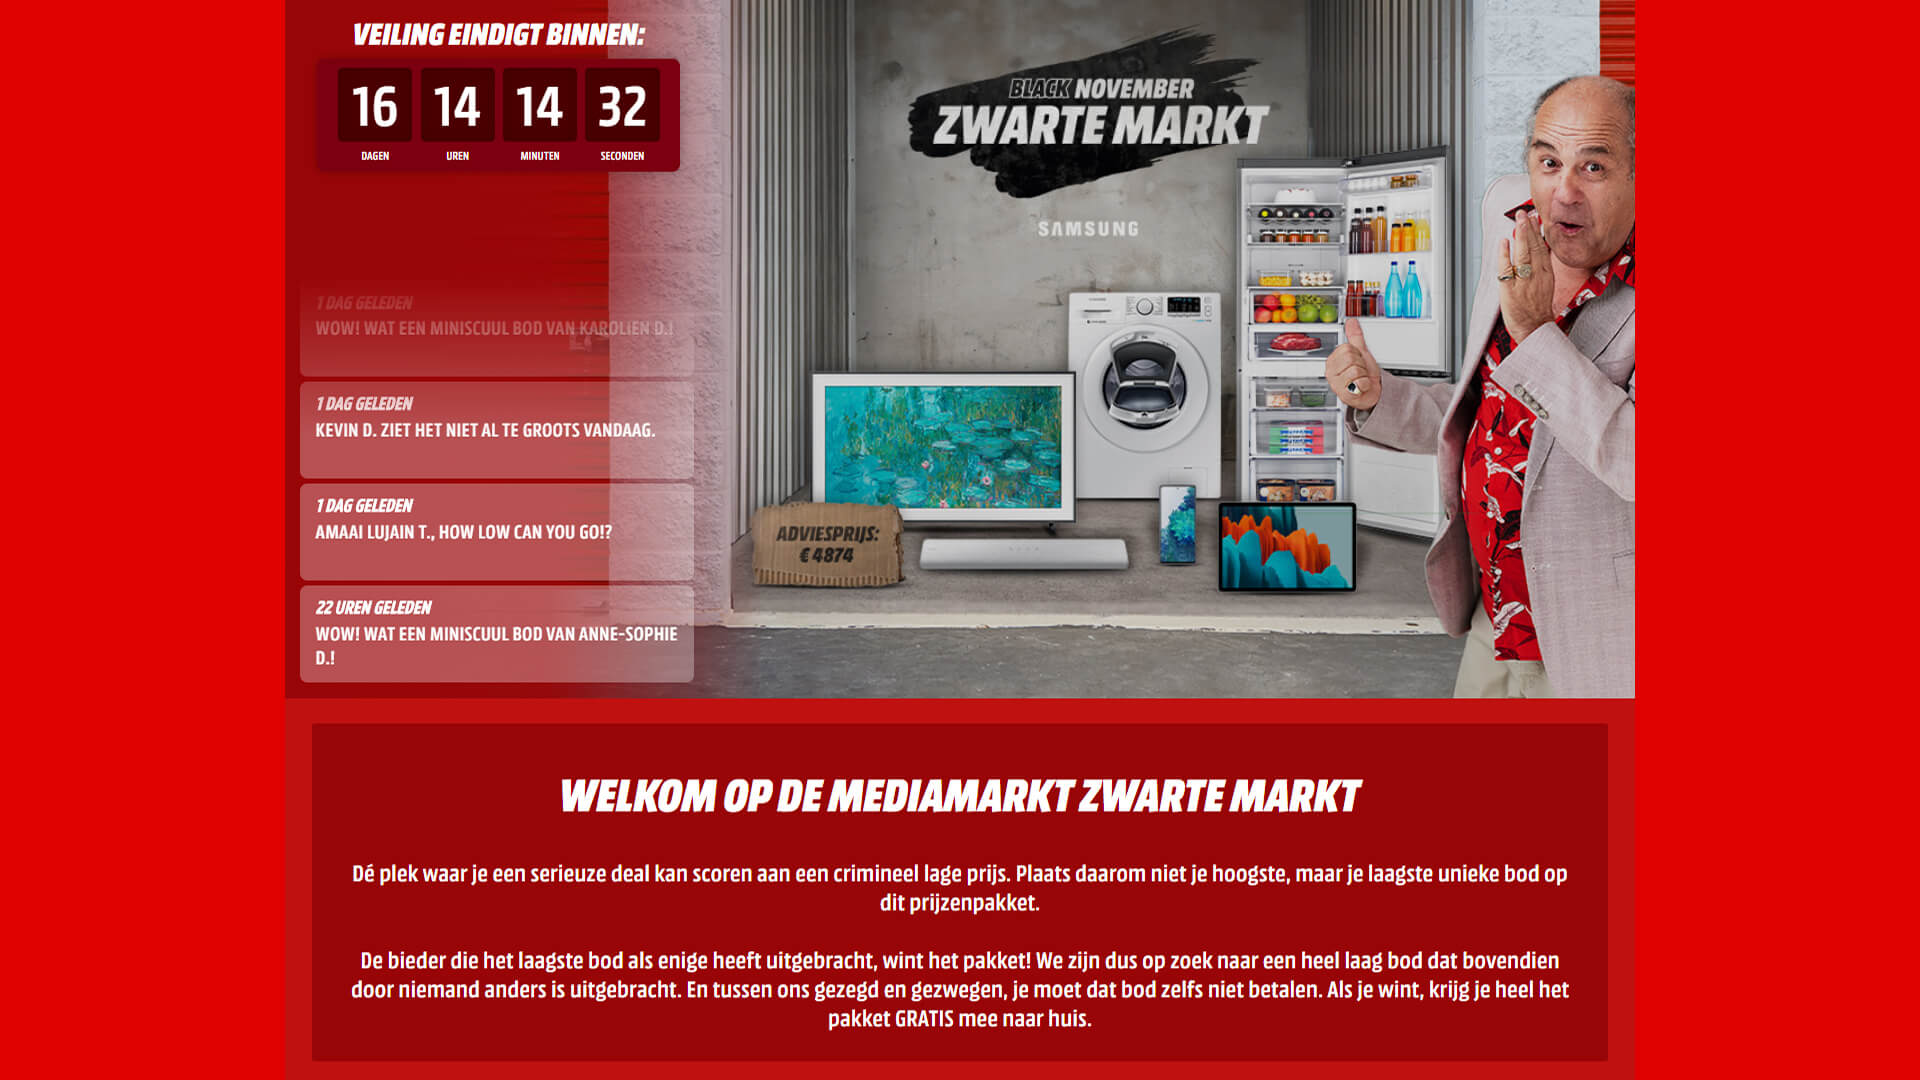 VEILING EINDIGT BINNEN:
16 14 14 32
DAGEN UREN MINUTEN SECONDEN
1 DAG GELEDEN
WOW! WAT EEN MINISCUUL BOD VAN KAROLIEN D.!
1 DAG GELEDEN
KEVIN D. ZIET HET NIET AL TE GROOTS VANDAAG.
1 DAG GELEDEN
AMAAI LUJAIN T., HOW LOW CAN YOU GO!?
22 UREN GELEDEN
WOW! WAT EEN MINISCUUL BOD VAN ANNE-SOPHIE
D.!
BLACK NOVEMBER
ZWARTE MARKT
SAMSUNG
ADVIESPRIJS:
€ 4874
WELKOM OP DE MEDIAMARKT ZWARTE MARKT
Dé plek waar je een serieuze deal kan scoren aan een crimineel lage prijs. Plaats daarom niet je hoogste, maar je laagste unieke bod op
dit prijzenpakket.
De bieder die het laagste bod als enige heeft uitgebracht, wint het pakket! We zijn dus op zoek naar een heel laag bod dat bovendien
door niemand anders is uitgebracht. En tussen ons gezegd en gezwegen, je moet dat bod zelfs niet betalen. Als je wint, krijg je heel het
pakket GRATIS mee naar huis.